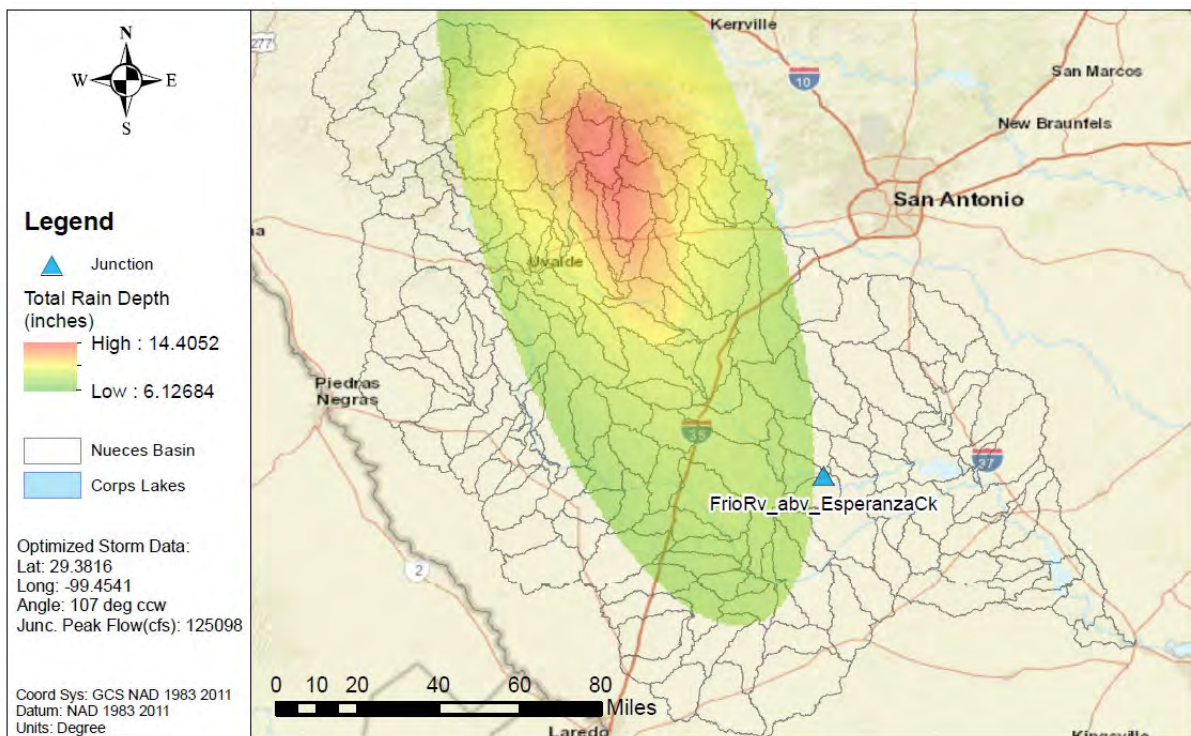 N
W E
S
Legend
Junction
Total Rain Depth
(inches)
High : 14.4052
Low : 6.12684
Nueces Basin
Corps Lakes
Optimized Storm Data:
Lat: 29.3816
Long: -99.4541
Angle: 107 deg ccw
Junc. Peak Flow(cfs): 125098
Coord Sys: GCS NAD 1983 2011
Datum: NAD 1983 2011
Units: Degree
277
Kerrville
10
San Marcos
New Braunfels
San Antonio
Uvalde
Piedras
Negras
35
37
FrioRv_abv_EsperanzaCk
2
0 10 20 40 60 80
Miles
Laredo